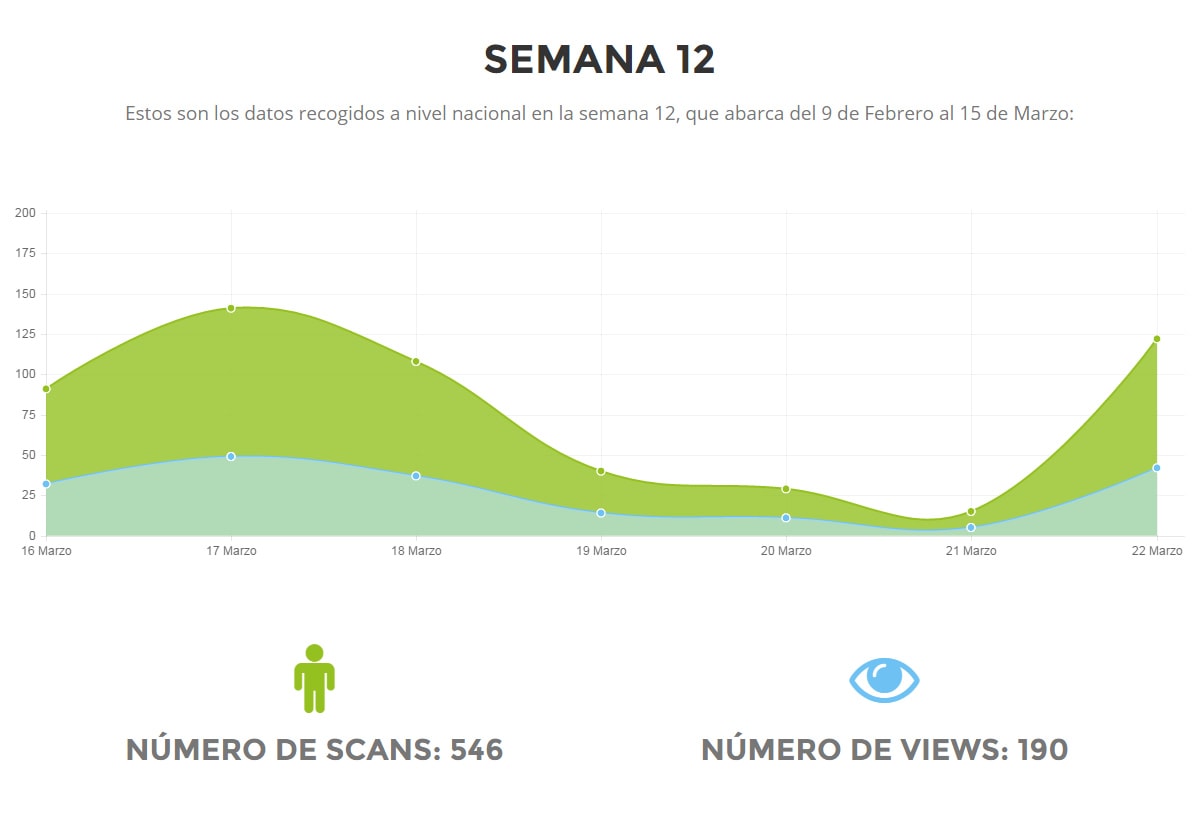 SEMANA 12
Estos son los datos recogidos a nivel nacional en la semana 12, que abarca del 9 de Febrero al 15 de Marzo:
200
175
150
125
100
75
50
25
0
16 Marzo 17 Marzo 18 Marzo 19 Marzo 20 Marzo 21 Marzo 22 Marzo
NÚMERO DE SCANS: 546 NÚMERO DE VIEWS: 190